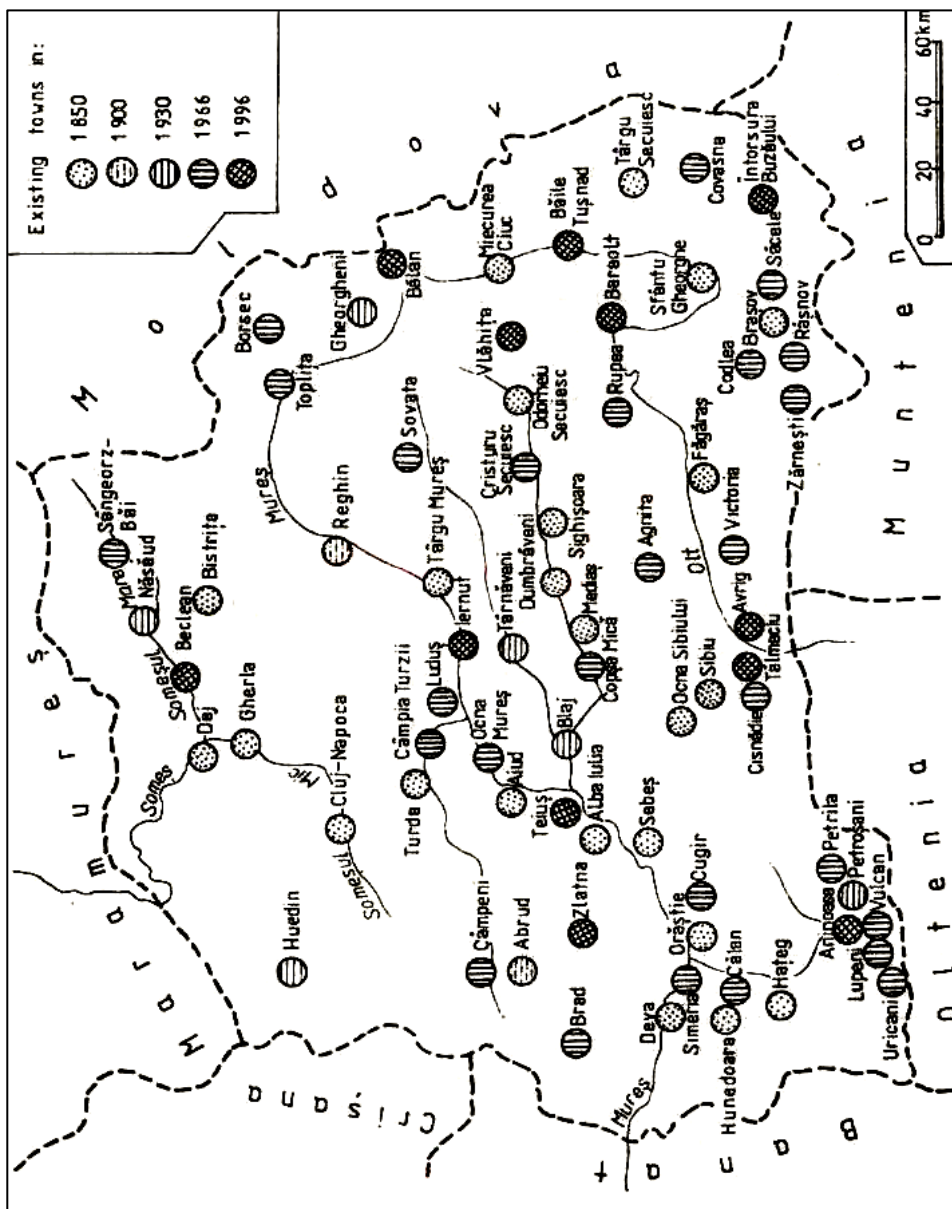 Existing towns in:
1850
1900
1930
1966
1996
Maramureș
Moldova
Crișana
Banat
Oltenia
Muntenia
Someș
Someșul
Mare
Sângeorz-
Băi
Năsăud
Beclean
Bistrița
Dej
Gherla
Mic
Someșul
Cluj-Napoca
Huedin
Borsec
Toplița
Gheorgheni
Bălan
Mureș
Reghin
Sovata
Târgu Mureș
Iernut
Luduș
Câmpia Turzii
Turda
Ocna
Mureș
Aiud
Câmpeni
Abrud
Miecurea
Ciuc
Vlăhița
Odorheiu
Secuiesc
Cristuru
Secuiesc
Sighișoara
Dumbrăveni
Târnăveni
Mediaș
Copșa Mică
Blaj
Teiuș
Alba Iulia
Zlatna
Brad
Băile
Tușnad
Baraolt
Rupea
Agnita
Sebeș
Târgu
Secuiesc
Covasna
Sfântu
Gheorghe
Făgăraș
Olt
Victoria
Avrig
Talmaciu
Ocna Sibiului
Sibiu
Cisnădie
Cugir
Orăștie
Deva
Mureș
Simeria
Călan
Hunedoara
Hațeg
Întorsura
Buzăului
Săcele
Brașov
Codlea
Râșnov
Zărnești
Petrila
Petroșani
Aninoasa
Vulcan
Lupeni
Uricani
0 20 40 60km